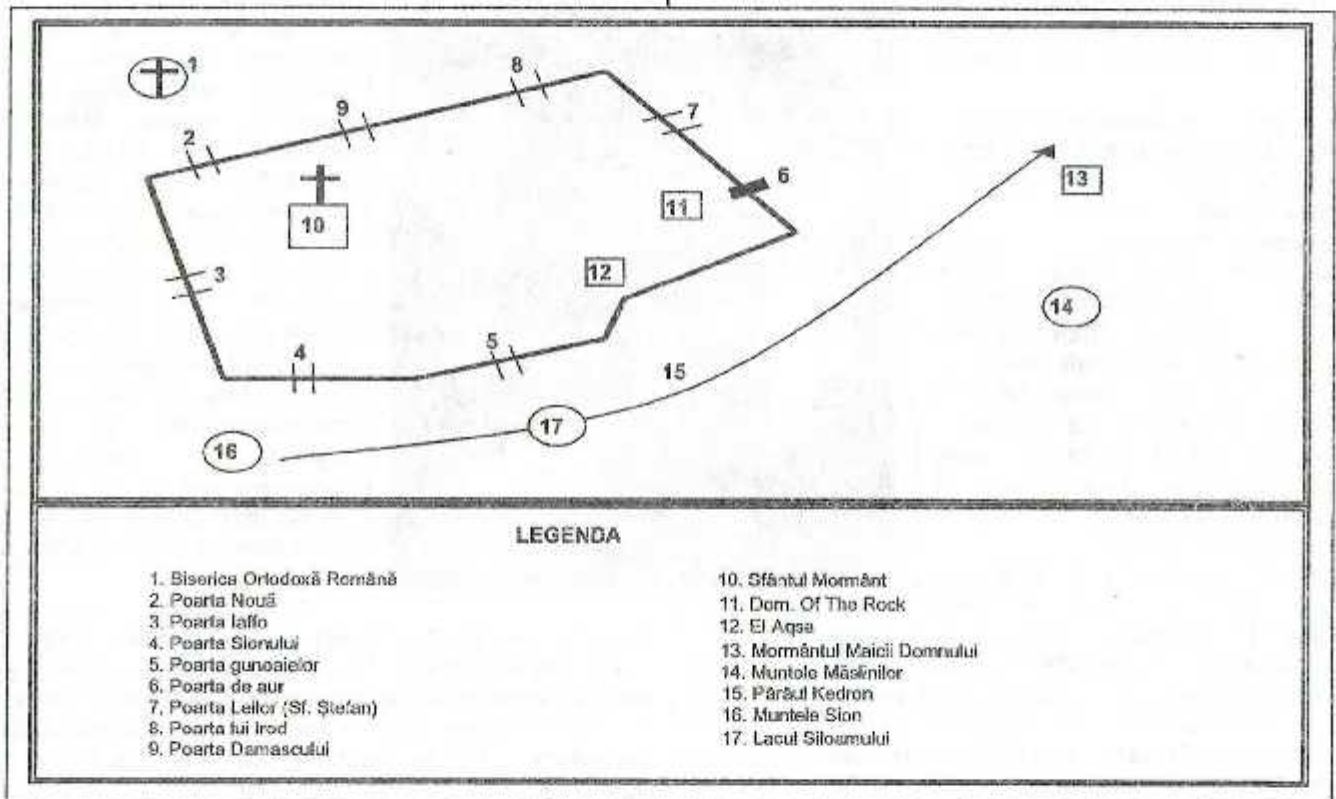 1
8
9
7
2
6
13
11
10
12
3
14
5
4
15
17
16
LEGENDA
1. Biserica Ortodoxă Română
2. Poarta Nouă
3. Poarta Iaffo
4. Poarta Sionului
5. Poarta gunoaielor
6. Poarta de aur
7. Poarta Leilor (Sf. Ștefan)
8. Poarta lui Irod
9. Poarta Damascului
10. Sfântul Mormânt
11. Dom. Of The Rock
12. El Aqsa
13. Mormântul Maicii Domnului
14. Muntele Măslinilor
15. Pârâul Kedron
16. Muntele Sion
17. Lacul Siloamului